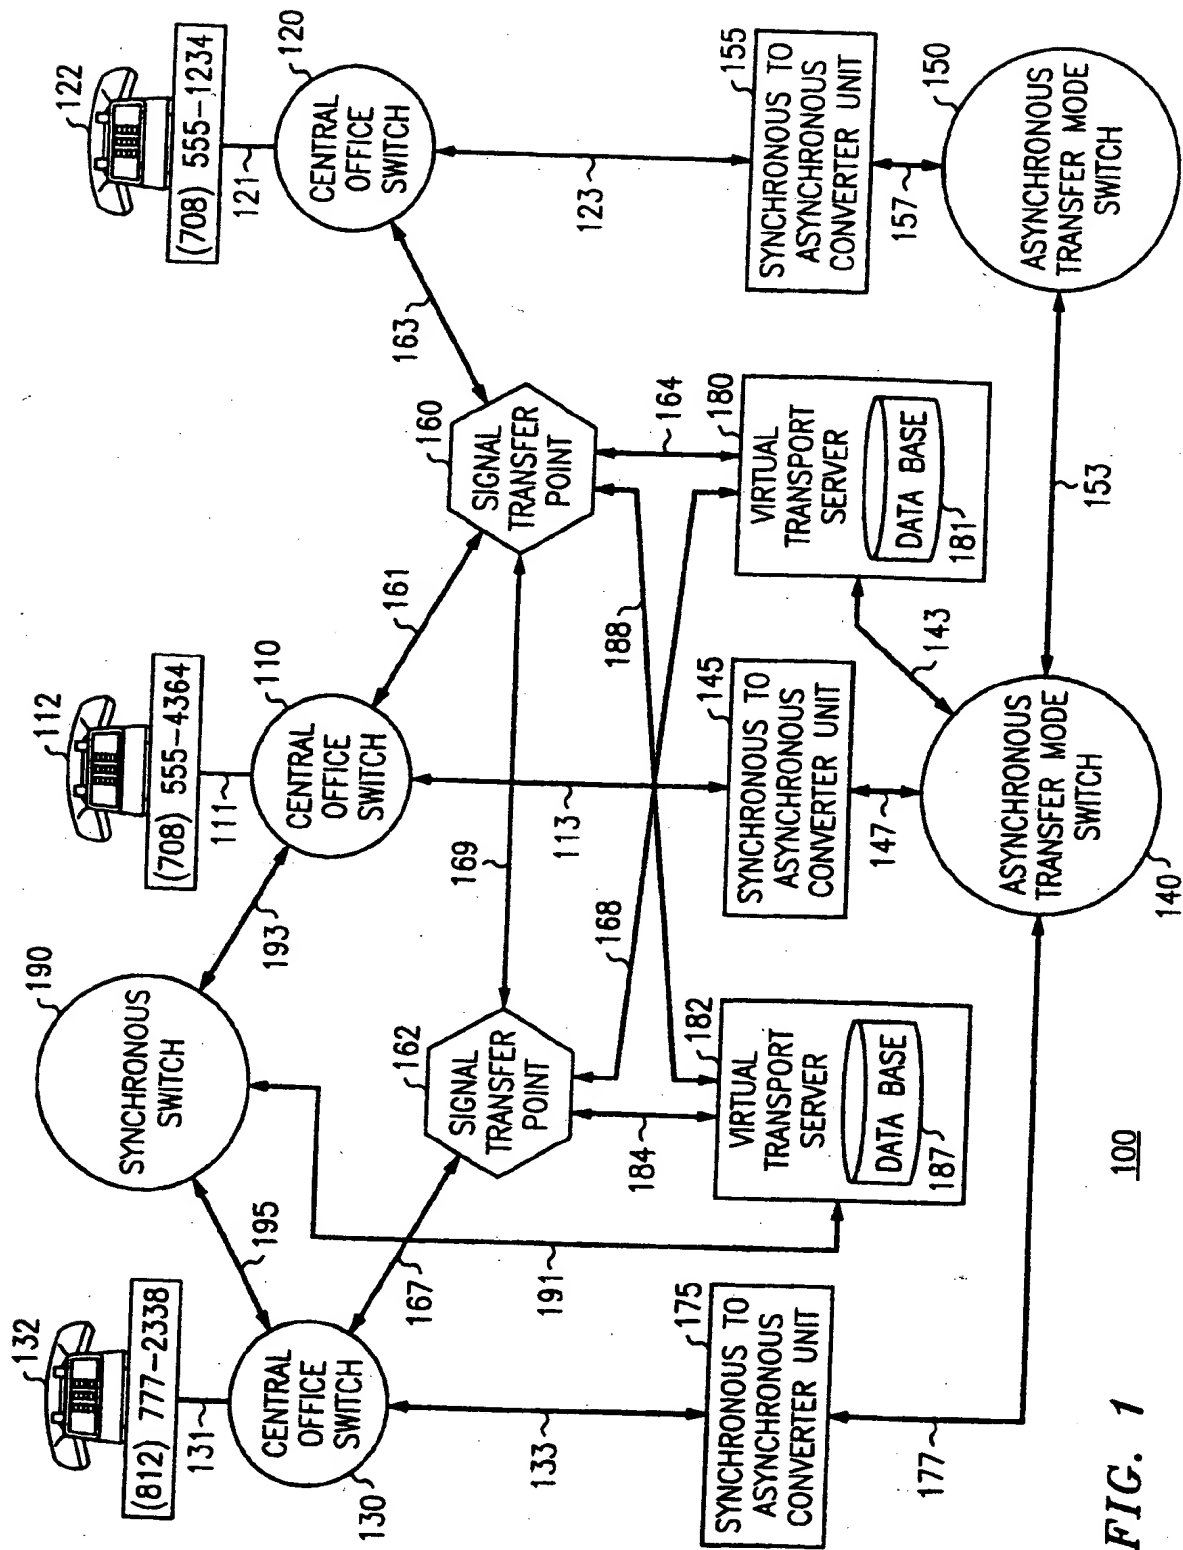 132
(812) 777-2338
131
CENTRAL
OFFICE
SWITCH
130
195
190
SYNCHRONOUS
SWITCH
193
112
(708) 555-4364
111
110
CENTRAL
OFFICE
SWITCH
122
(708) 555-1234
121
120
CENTRAL
OFFICE
SWITCH
167
162
SIGNAL
TRANSFER
POINT
169
161
160
SIGNAL
TRANSFER
POINT
163
133
191
184
168
113
188
164
123
175
SYNCHRONOUS TO
ASYNCHRONOUS
CONVERTER UNIT
182
VIRTUAL
TRANSPORT
SERVER
DATA BASE
187
145
SYNCHRONOUS TO
ASYNCHRONOUS
CONVERTER UNIT
180
VIRTUAL
TRANSPORT
SERVER
DATA BASE
181
155
SYNCHRONOUS TO
ASYNCHRONOUS
CONVERTER UNIT
177
147
143
157
140
ASYNCHRONOUS
TRANSFER MODE
SWITCH
153
150
ASYNCHRONOUS
TRANSFER MODE
SWITCH
100
FIG. 1